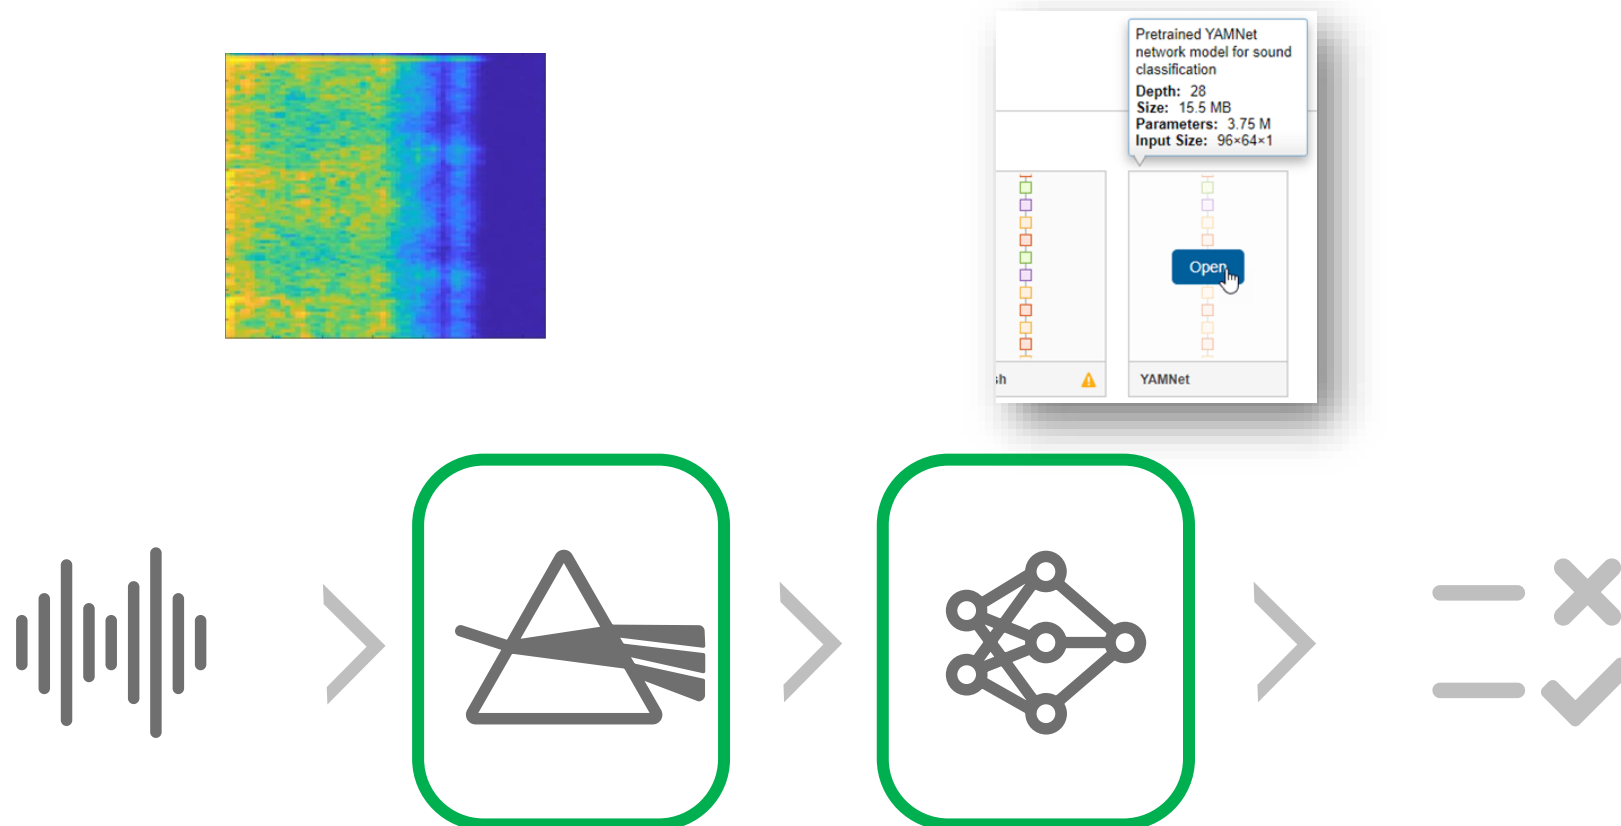 Pretrained YAMNet
network model for sound
classification
Depth: 28
Size: 15.5 MB
Parameters: 3.75 M
Input Size: 96×64×1
Open
sh
YAMNet